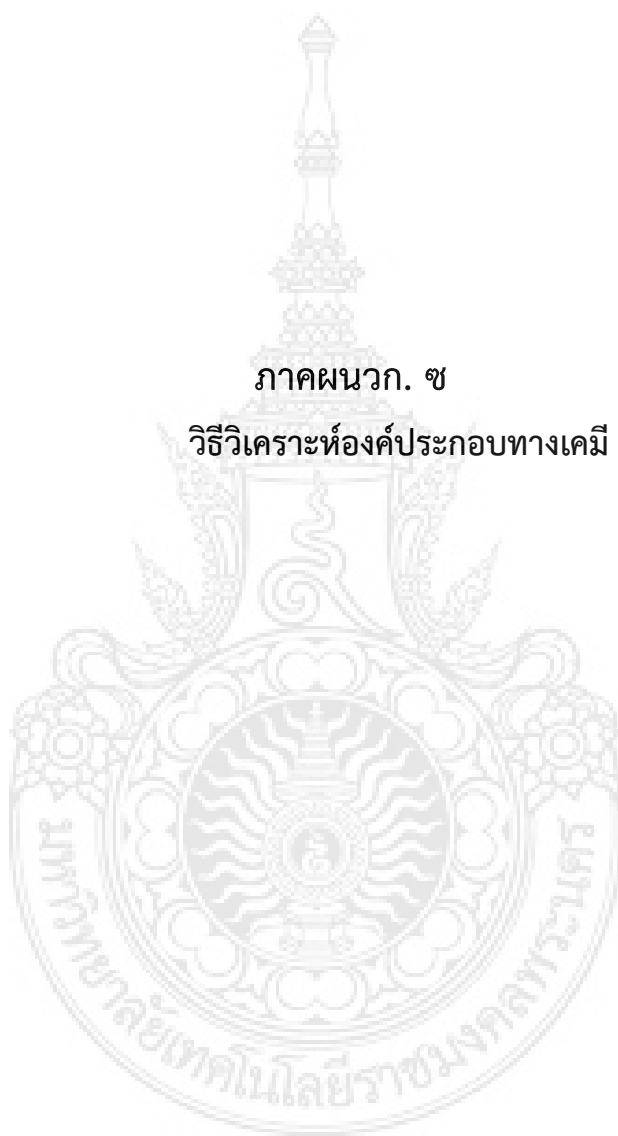 ภาคผนวก. ซ
วิธีวิเคราะห์องค์ประกอบทางเคมี
มหาวิทยาลัยเทคโนโลยีราชมงคลพระนคร